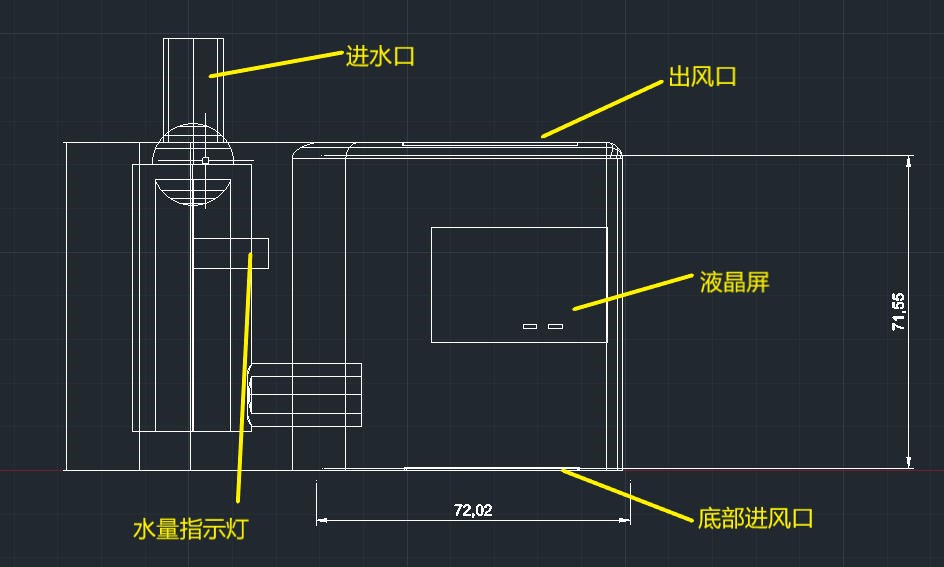 进水口
出风口
液晶屏
71,55
72,02
底部进风口
水量指示灯